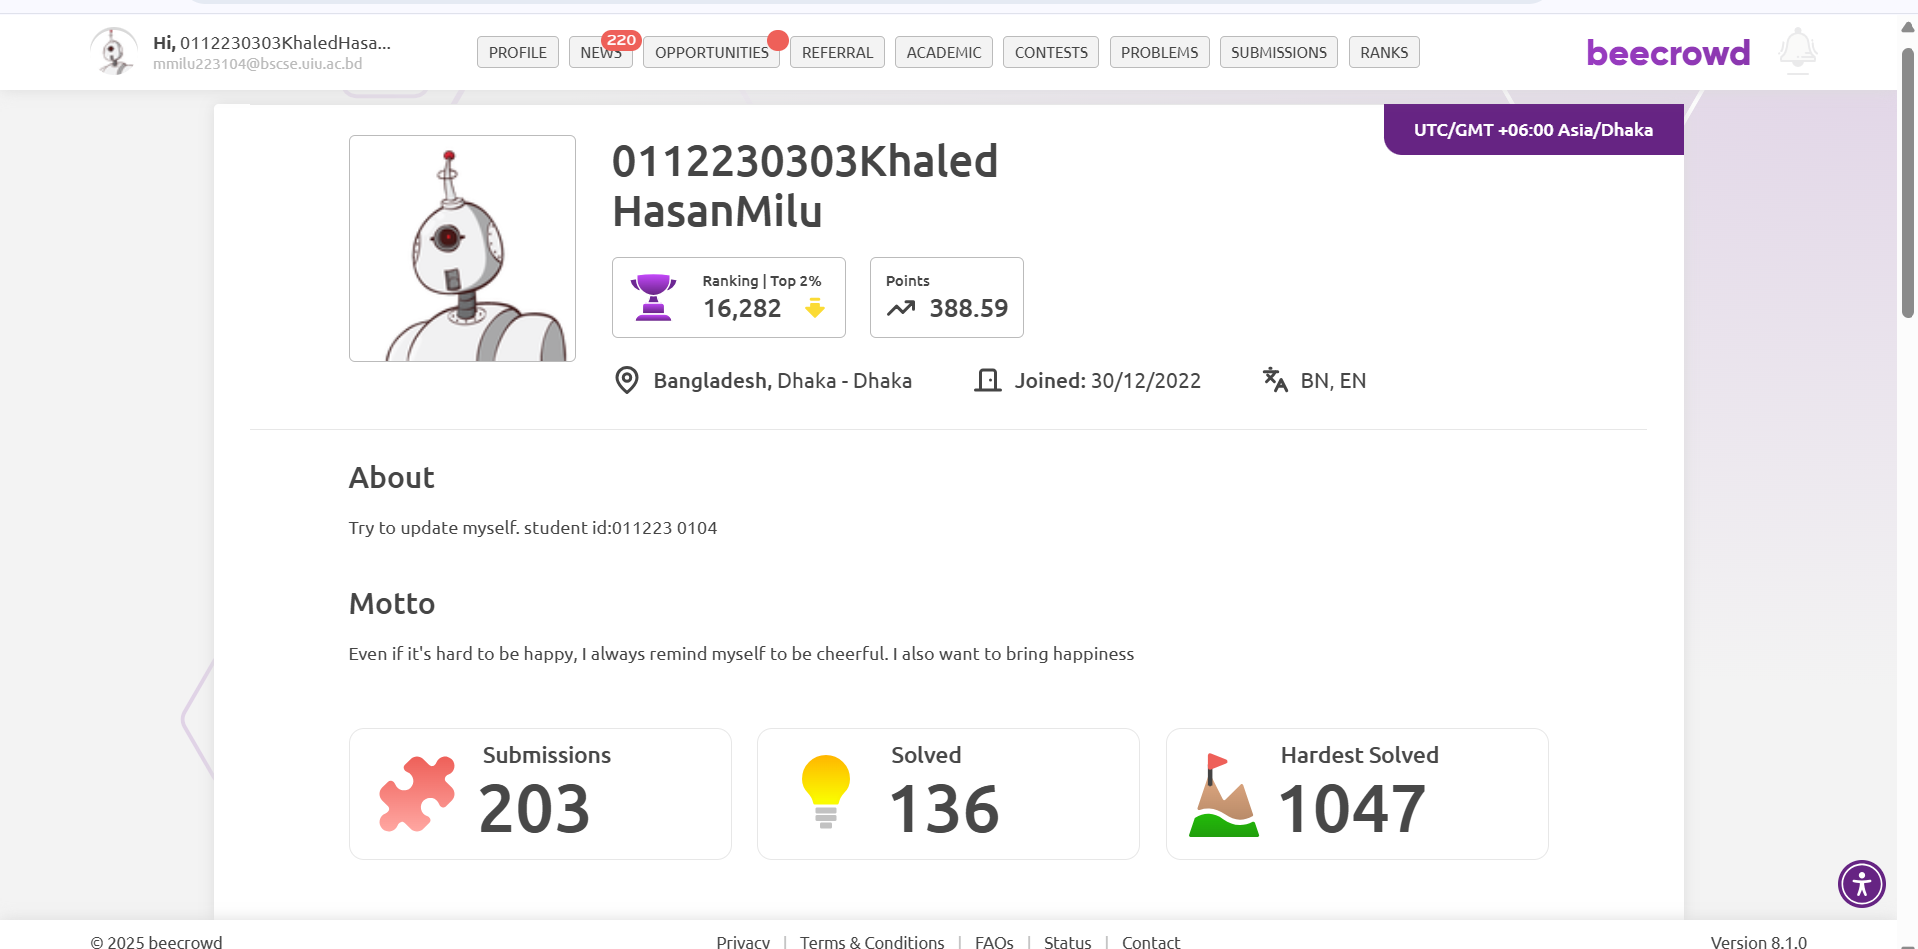 Hi, 0112230303KhaledHasa...
mmilu223104@bscse.uiu.ac.bd
PROFILE
NEWS
220
OPPORTUNITIES
REFERRAL
ACADEMIC
CONTESTS
PROBLEMS
SUBMISSIONS
RANKS
beecrowd
UTC/GMT +06:00 Asia/Dhaka
0112230303Khaled
HasanMilu
Ranking | Top 2%
16,282
Points
388.59
Bangladesh, Dhaka - Dhaka
Joined: 30/12/2022
BN, EN
About
Try to update myself. student id:011223 0104
Motto
Even if it's hard to be happy, I always remind myself to be cheerful. I also want to bring happiness
Submissions
203
Solved
136
Hardest Solved
1047
© 2025 beecrowd
Privacy | Terms & Conditions | FAQs | Status | Contact
Version 8.1.0